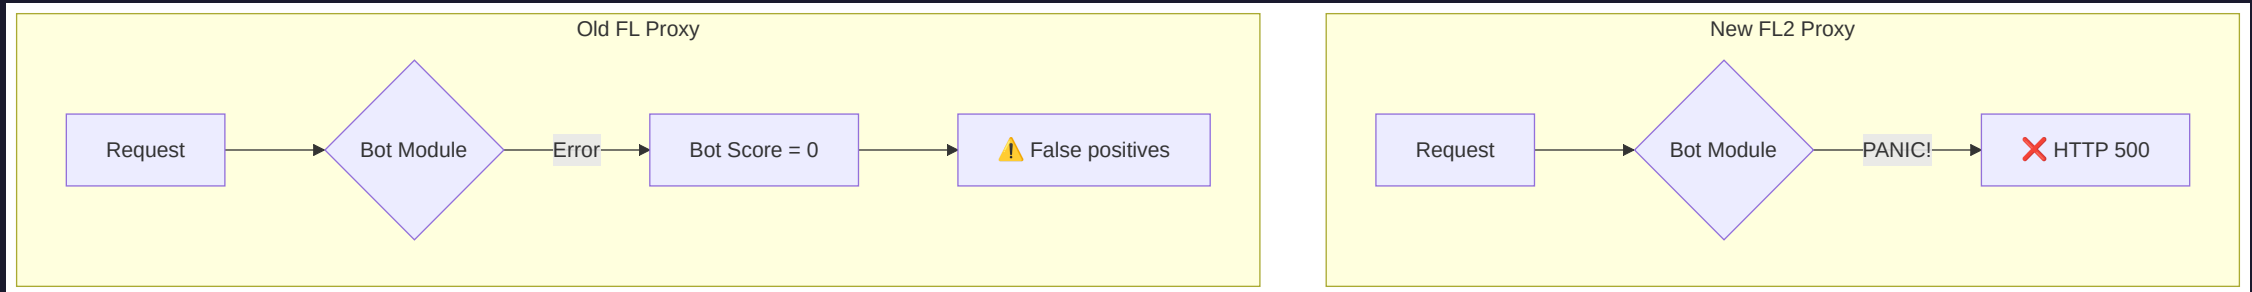 Old FL Proxy
Request
Bot Module
Error
Bot Score = 0
⚠️ False positives
New FL2 Proxy
Request
Bot Module
PANIC!
❌ HTTP 500